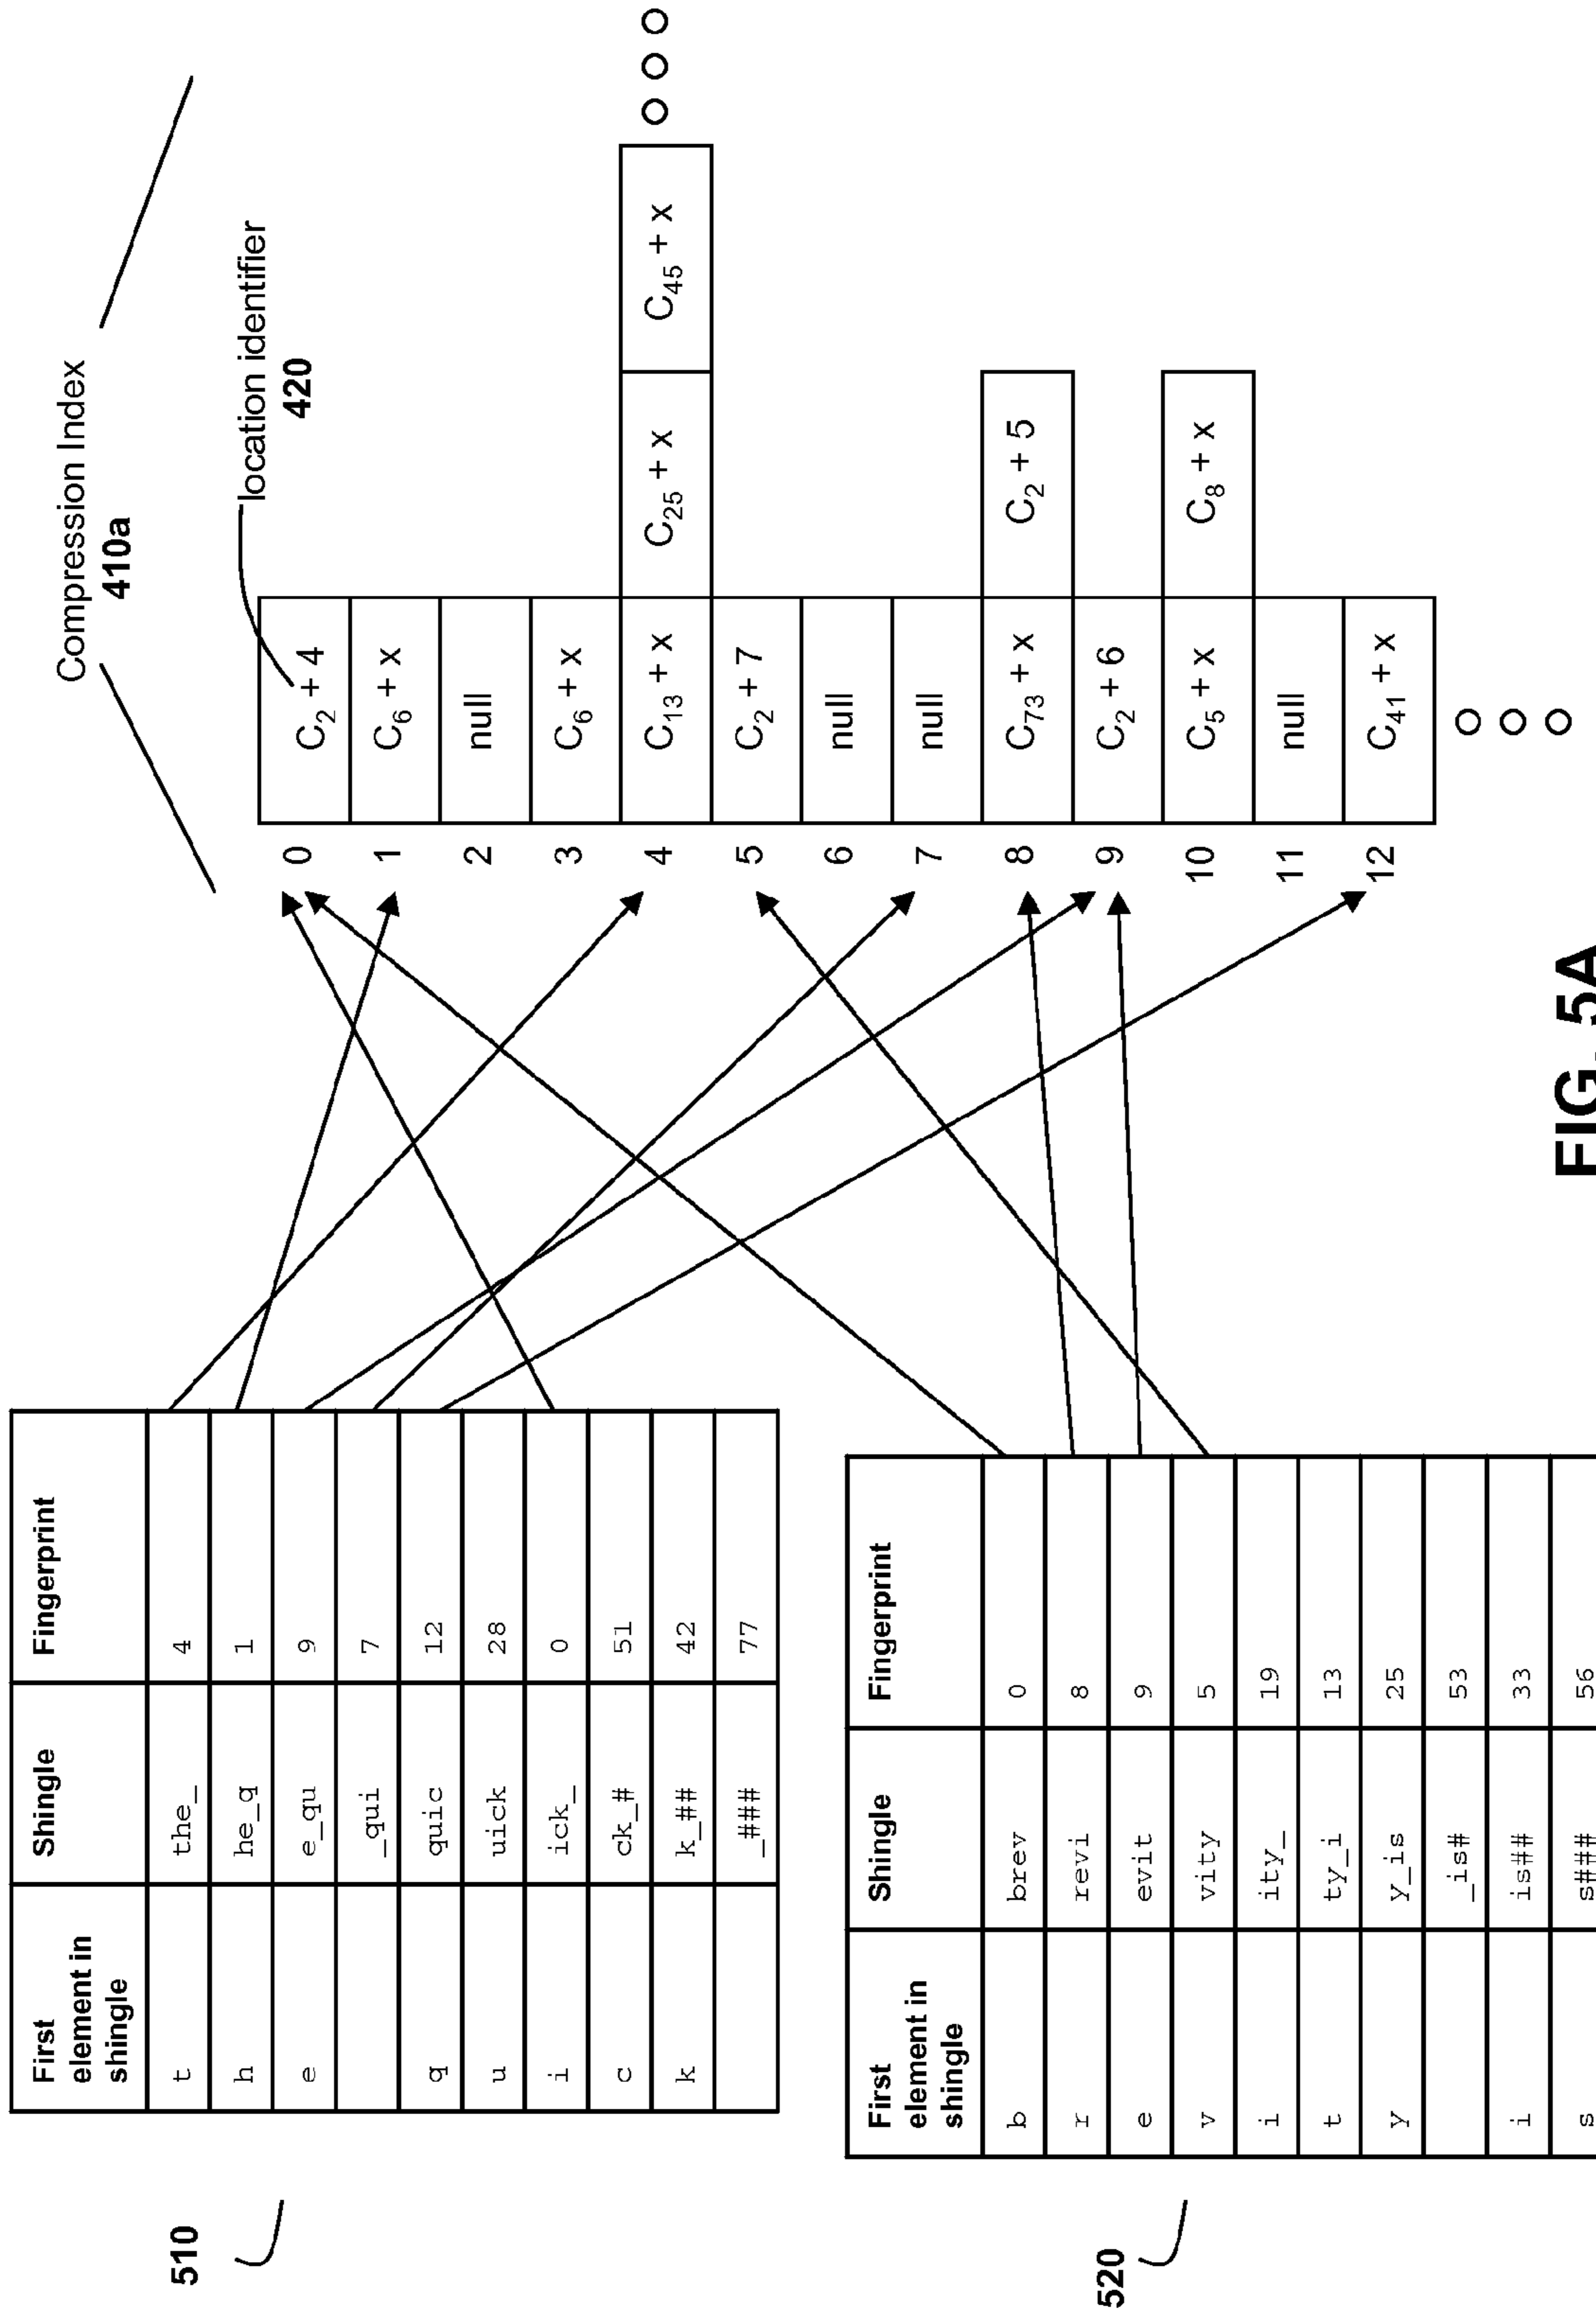 510
First element in shingle Shingle Fingerprint
t the_ 4
h he_q 1
e e_qu 9
_qui 7
q quic 12
u uick 28
i ick_ 0
c ck_# 51
k k_## 42
_### 77
520
First element in shingle Shingle Fingerprint
b brev 0
r revi 8
e evit 9
v vity 5
i ity_ 19
t ty_i 13
y y_is 25
_is# 53
i is## 33
s s### 56
Compression Index
410a
location identifier
420
0 C2 + 4
1 C6 + x
2 null
3 C6 + x
4 C13 + x C25 + x C45 + x
5 C2 + 7
6 null
7 null
8 C73 + x C2 + 5
9 C2 + 6
10 C5 + x C8 + x
11 null
12 C41 + x
FIG. 5A